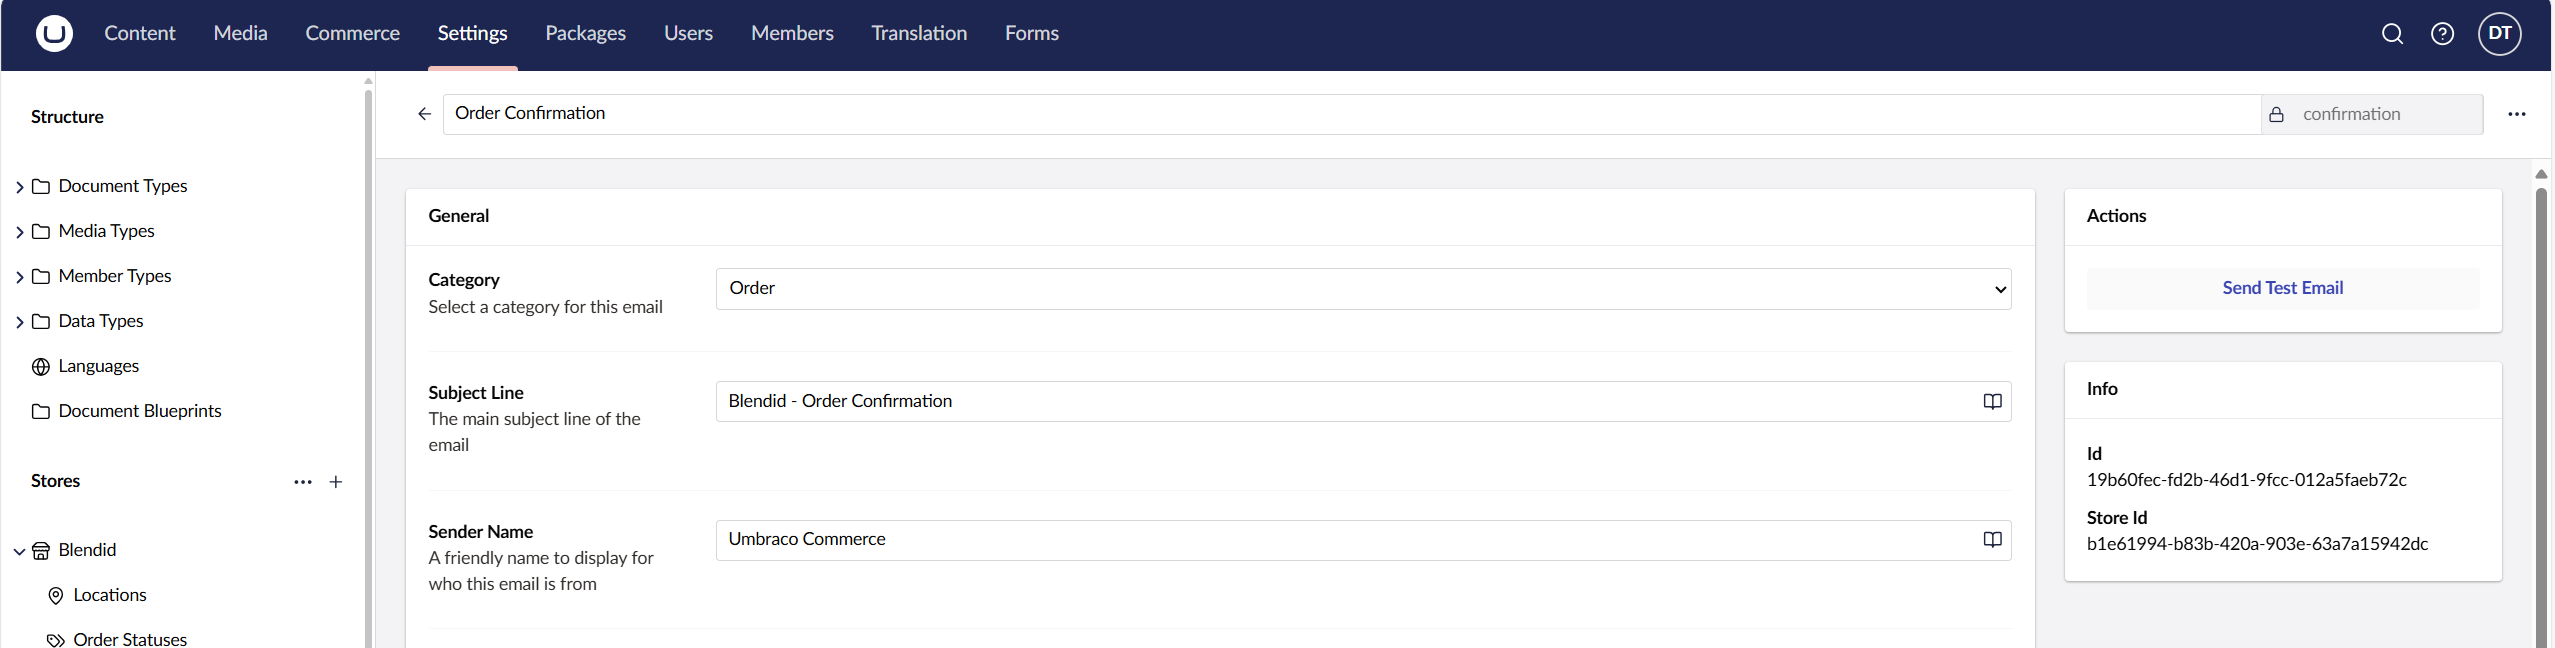 Content Media Commerce Settings Packages Users Members Translation Forms DT
Structure
Document Types
Media Types
Member Types
Data Types
Languages
Document Blueprints
Stores
Blendid
Locations
Order Statuses
Order Confirmation
confirmation
General
Category
Select a category for this email
Order
Subject Line
The main subject line of the
email
Blendid - Order Confirmation
Sender Name
A friendly name to display for
who this email is from
Umbraco Commerce
Actions
Send Test Email
Info
Id
19b60fec-fd2b-46d1-9fcc-012a5faeb72c
Store Id
b1e61994-b83b-420a-903e-63a7a15942dc